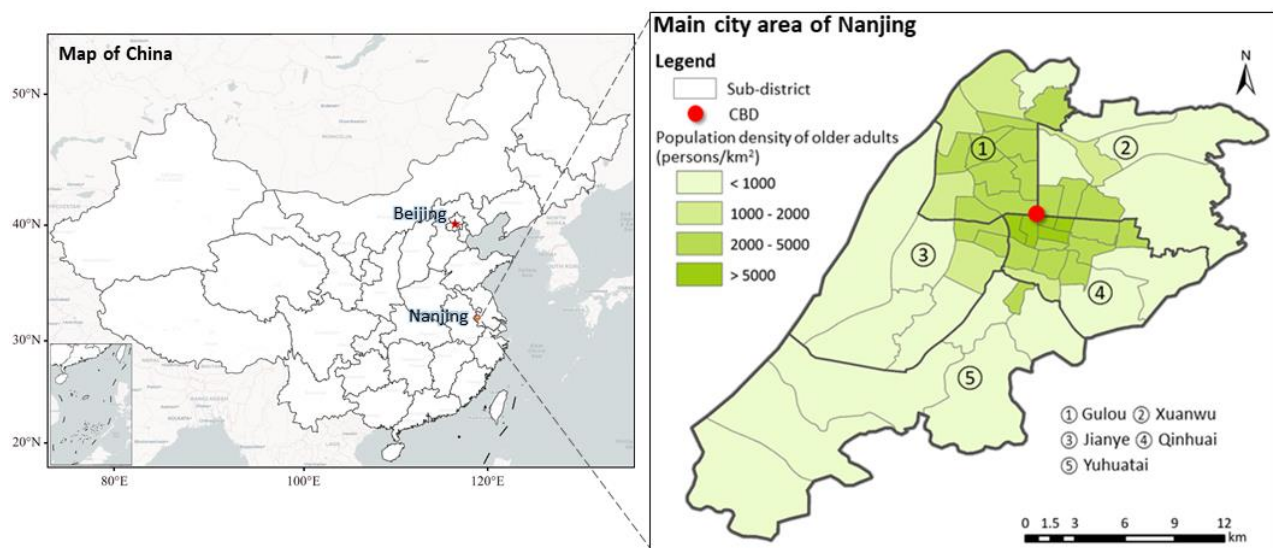 Map of China
50°N
40°N
30°N
20°N
80°E
100°E
120°E
Beijing
Nanjing
Main city area of Nanjing
Legend
Sub-district
CBD
Population density of older adults
(persons/km²)
< 1000
1000 - 2000
2000 - 5000
> 5000
N
①
②
③
④
⑤
① Gulou ② Xuanwu
③ Jianye ④ Qinhuai
⑤ Yuhuatai
0 1.5 3 6 9 12
km